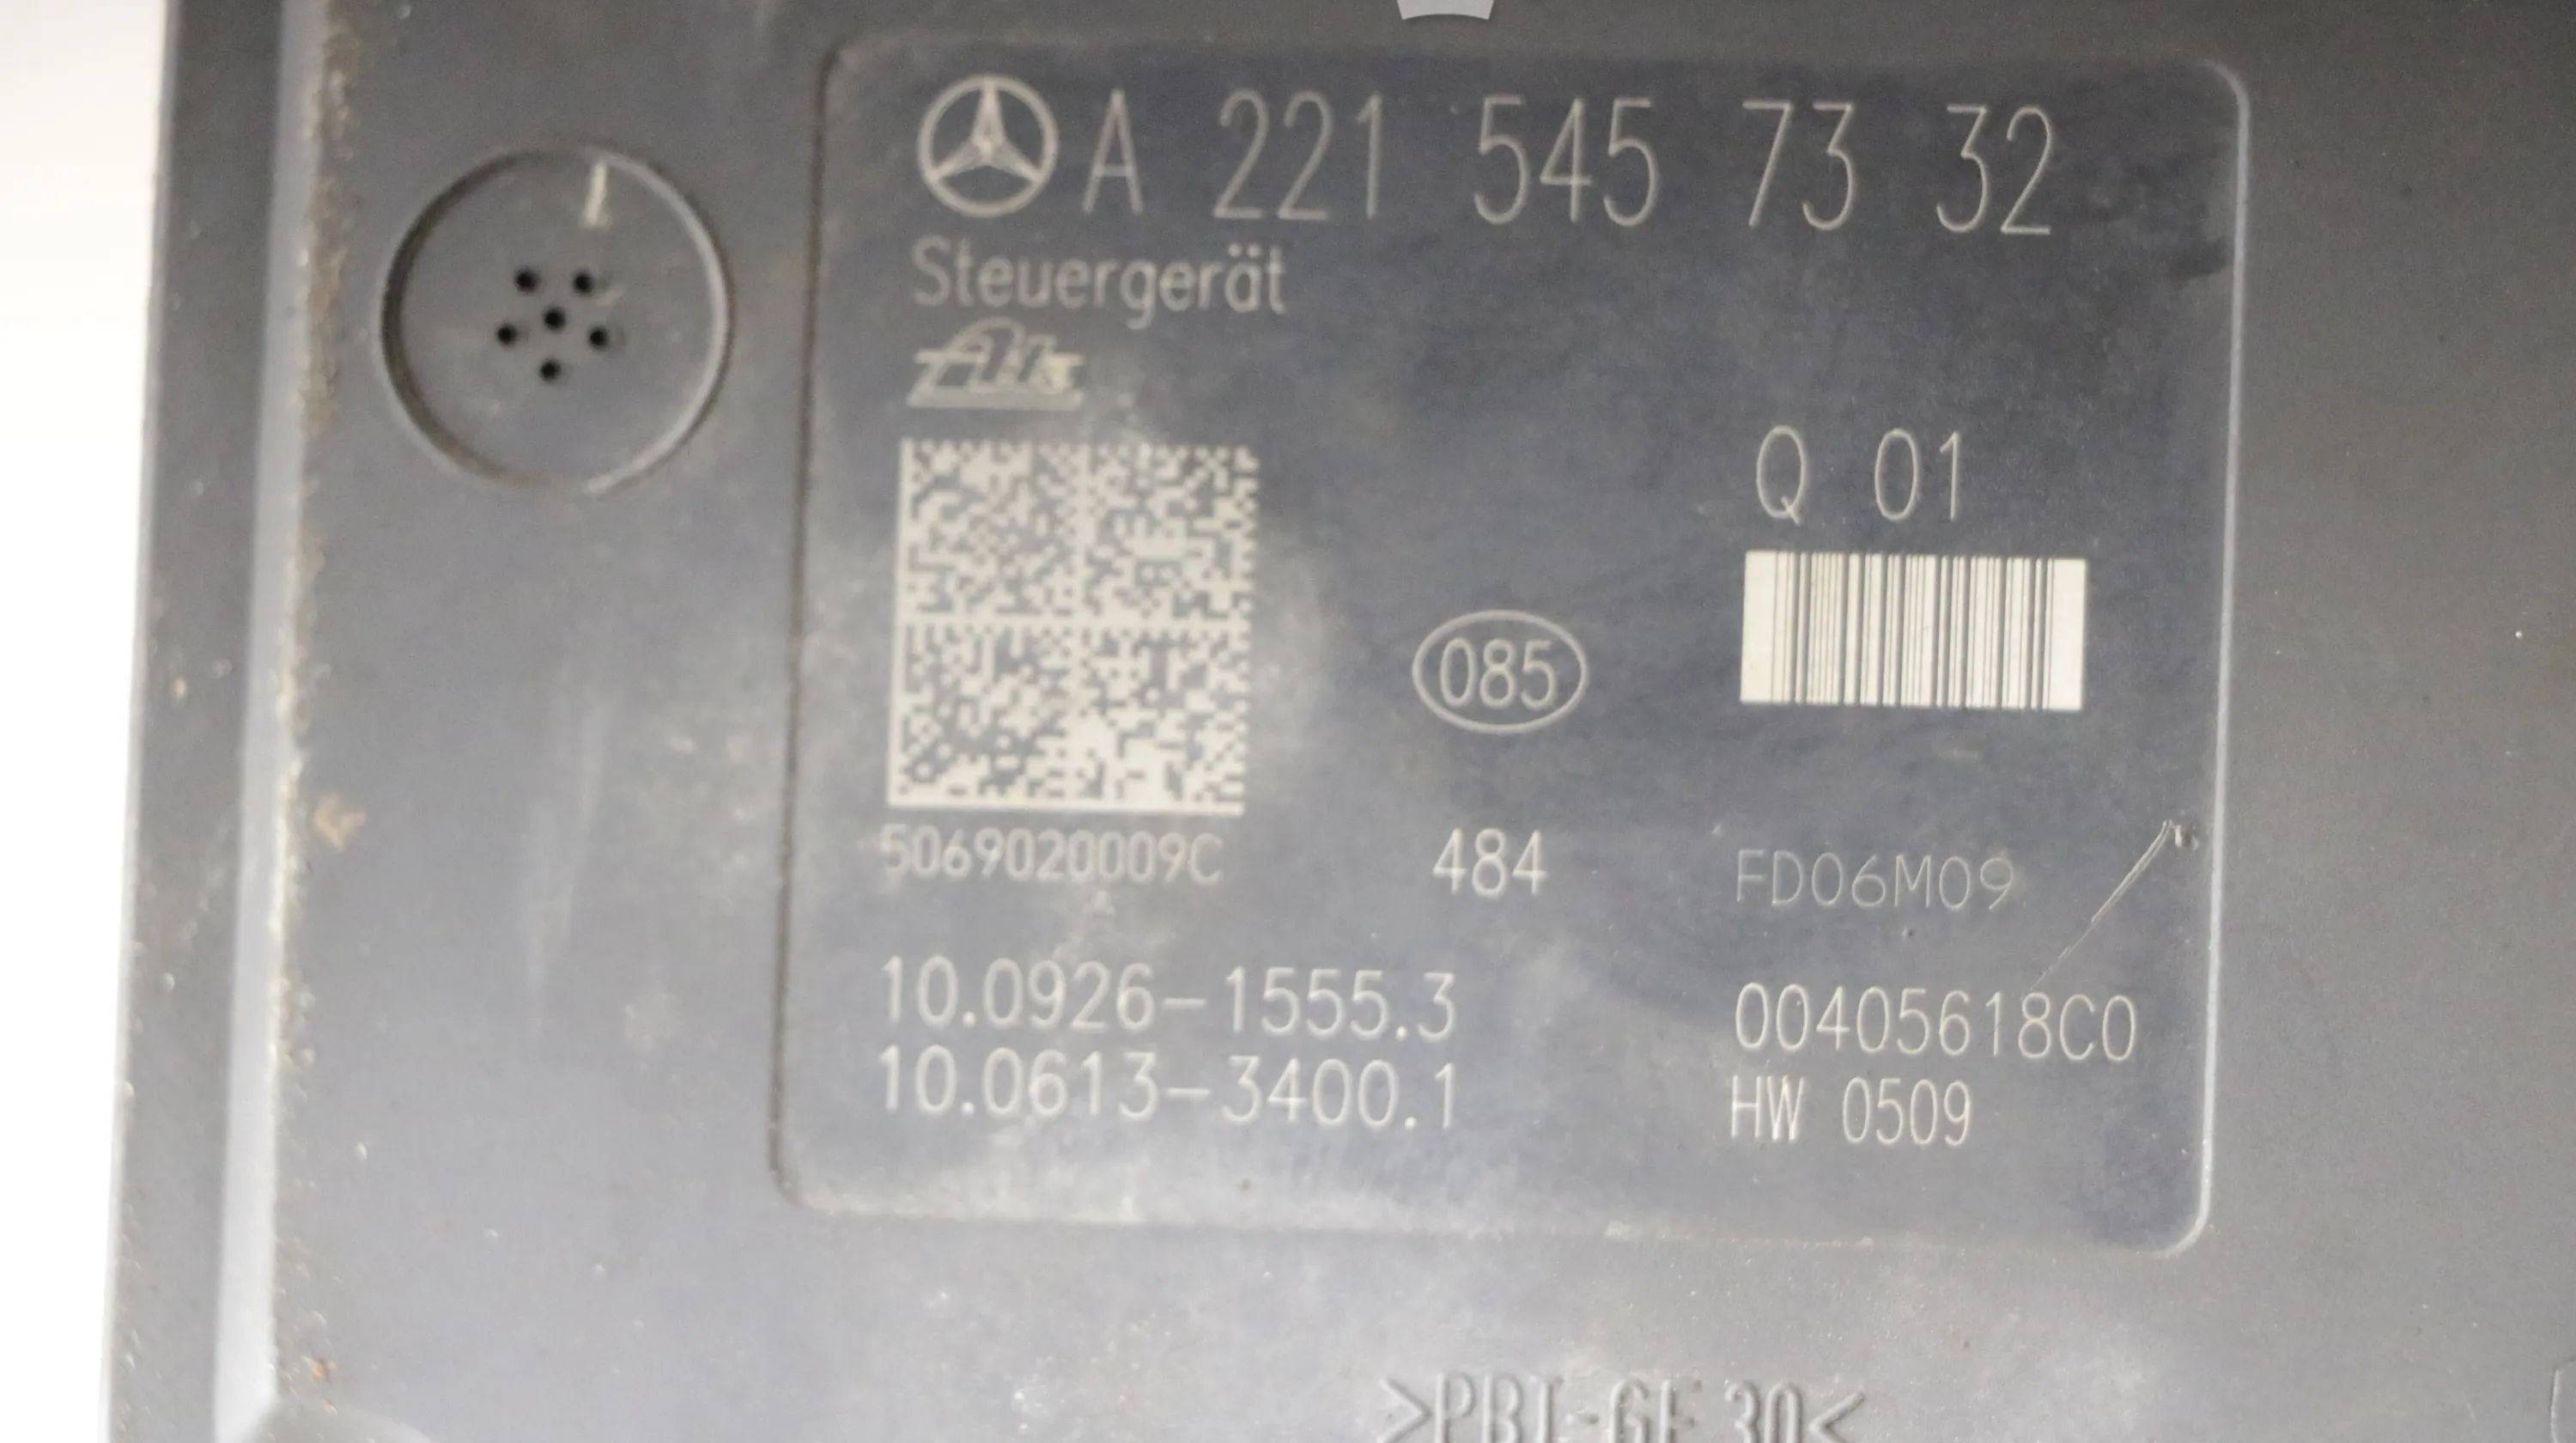 A 221 545 73 32
Steuergerät
Ate
Q 01
085
5069020009C
484
FD06M09
10.0926-1555.3
00405618C0
10.0613-3400.1
HW 0509
>PBT-GF 30<